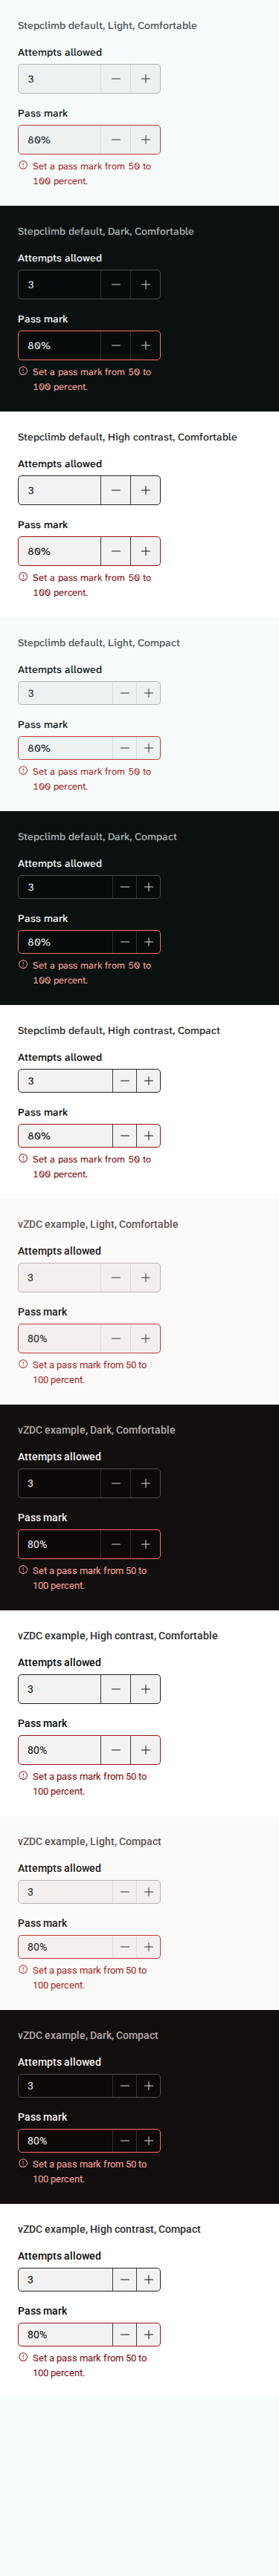 Stepclimb default, Light, Comfortable
Attempts allowed
3
Pass mark
80%
Set a pass mark from 50 to
100 percent.
Stepclimb default, Dark, Comfortable
Attempts allowed
3
Pass mark
80%
Set a pass mark from 50 to
100 percent.
Stepclimb default, High contrast, Comfortable
Attempts allowed
3
Pass mark
80%
Set a pass mark from 50 to
100 percent.
Stepclimb default, Light, Compact
Attempts allowed
3
Pass mark
80%
Set a pass mark from 50 to
100 percent.
Stepclimb default, Dark, Compact
Attempts allowed
3
Pass mark
80%
Set a pass mark from 50 to
100 percent.
Stepclimb default, High contrast, Compact
Attempts allowed
3
Pass mark
80%
Set a pass mark from 50 to
100 percent.
vZDC example, Light, Comfortable
Attempts allowed
3
Pass mark
80%
Set a pass mark from 50 to
100 percent.
vZDC example, Dark, Comfortable
Attempts allowed
3
Pass mark
80%
Set a pass mark from 50 to
100 percent.
vZDC example, High contrast, Comfortable
Attempts allowed
3
Pass mark
80%
Set a pass mark from 50 to
100 percent.
vZDC example, Light, Compact
Attempts allowed
3
Pass mark
80%
Set a pass mark from 50 to
100 percent.
vZDC example, Dark, Compact
Attempts allowed
3
Pass mark
80%
Set a pass mark from 50 to
100 percent.
vZDC example, High contrast, Compact
Attempts allowed
3
Pass mark
80%
Set a pass mark from 50 to
100 percent.